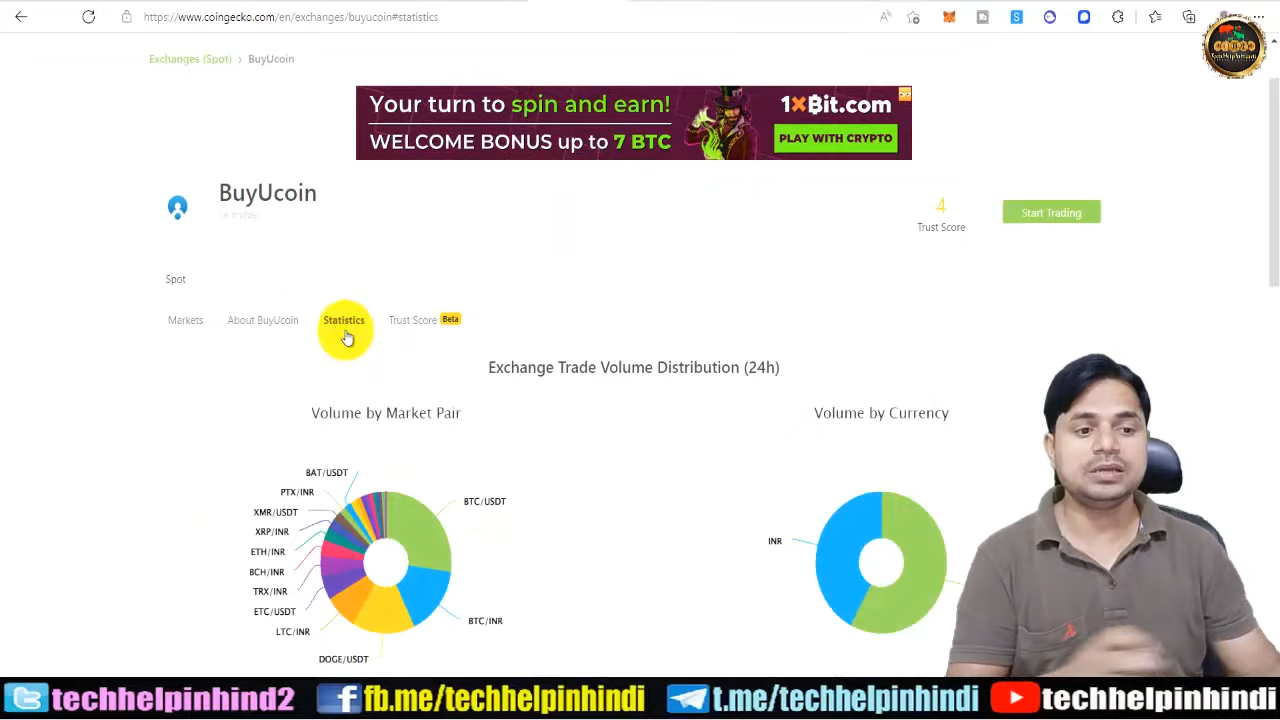 https://www.coingecko.com/en/exchanges/buyucoin#statistics
Exchanges (Spot) › BuyUcoin
Your turn to spin and earn!
WELCOME BONUS up to 7 BTC
1XBit.com
PLAY WITH CRYPTO
BuyUcoin
Centralized
4
Trust Score
Start Trading
Spot
Markets
About BuyUcoin
Statistics
Trust Score Beta
Exchange Trade Volume Distribution (24h)
Volume by Market Pair
BAT/USDT
PTX/INR
XMR/USDT
XRP/INR
ETH/INR
BCH/INR
TRX/INR
ETC/USDT
LTC/INR
DOGE/USDT
BTC/USDT
BTC/INR
Volume by Currency
INR
techhelpinhind2
fb.me/techhelpinhindi
t.me/techhelpinhindi
techhelpinhindi